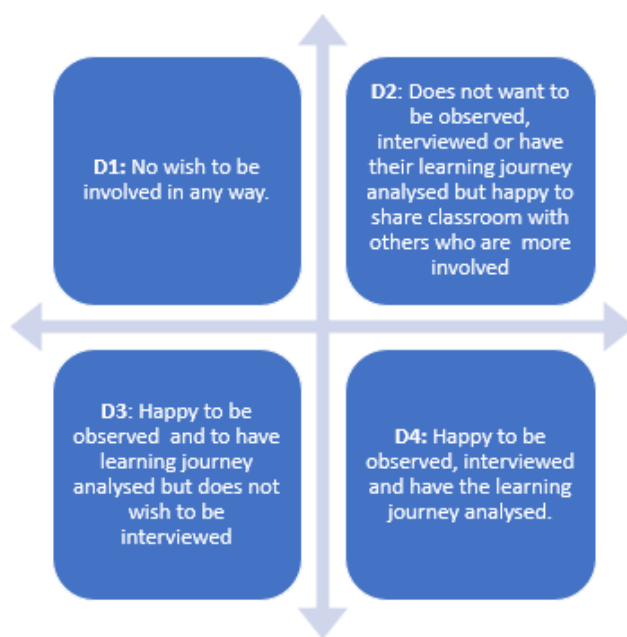 D1: No wish to be
involved in any way.
D2: Does not want to
be observed,
interviewed or have
their learning journey
analysed but happy to
share classroom with
others who are more
involved
D3: Happy to be
observed and to have
learning journey
analysed but does not
wish to be
interviewed
D4: Happy to be
observed, interviewed
and have the learning
journey analysed.